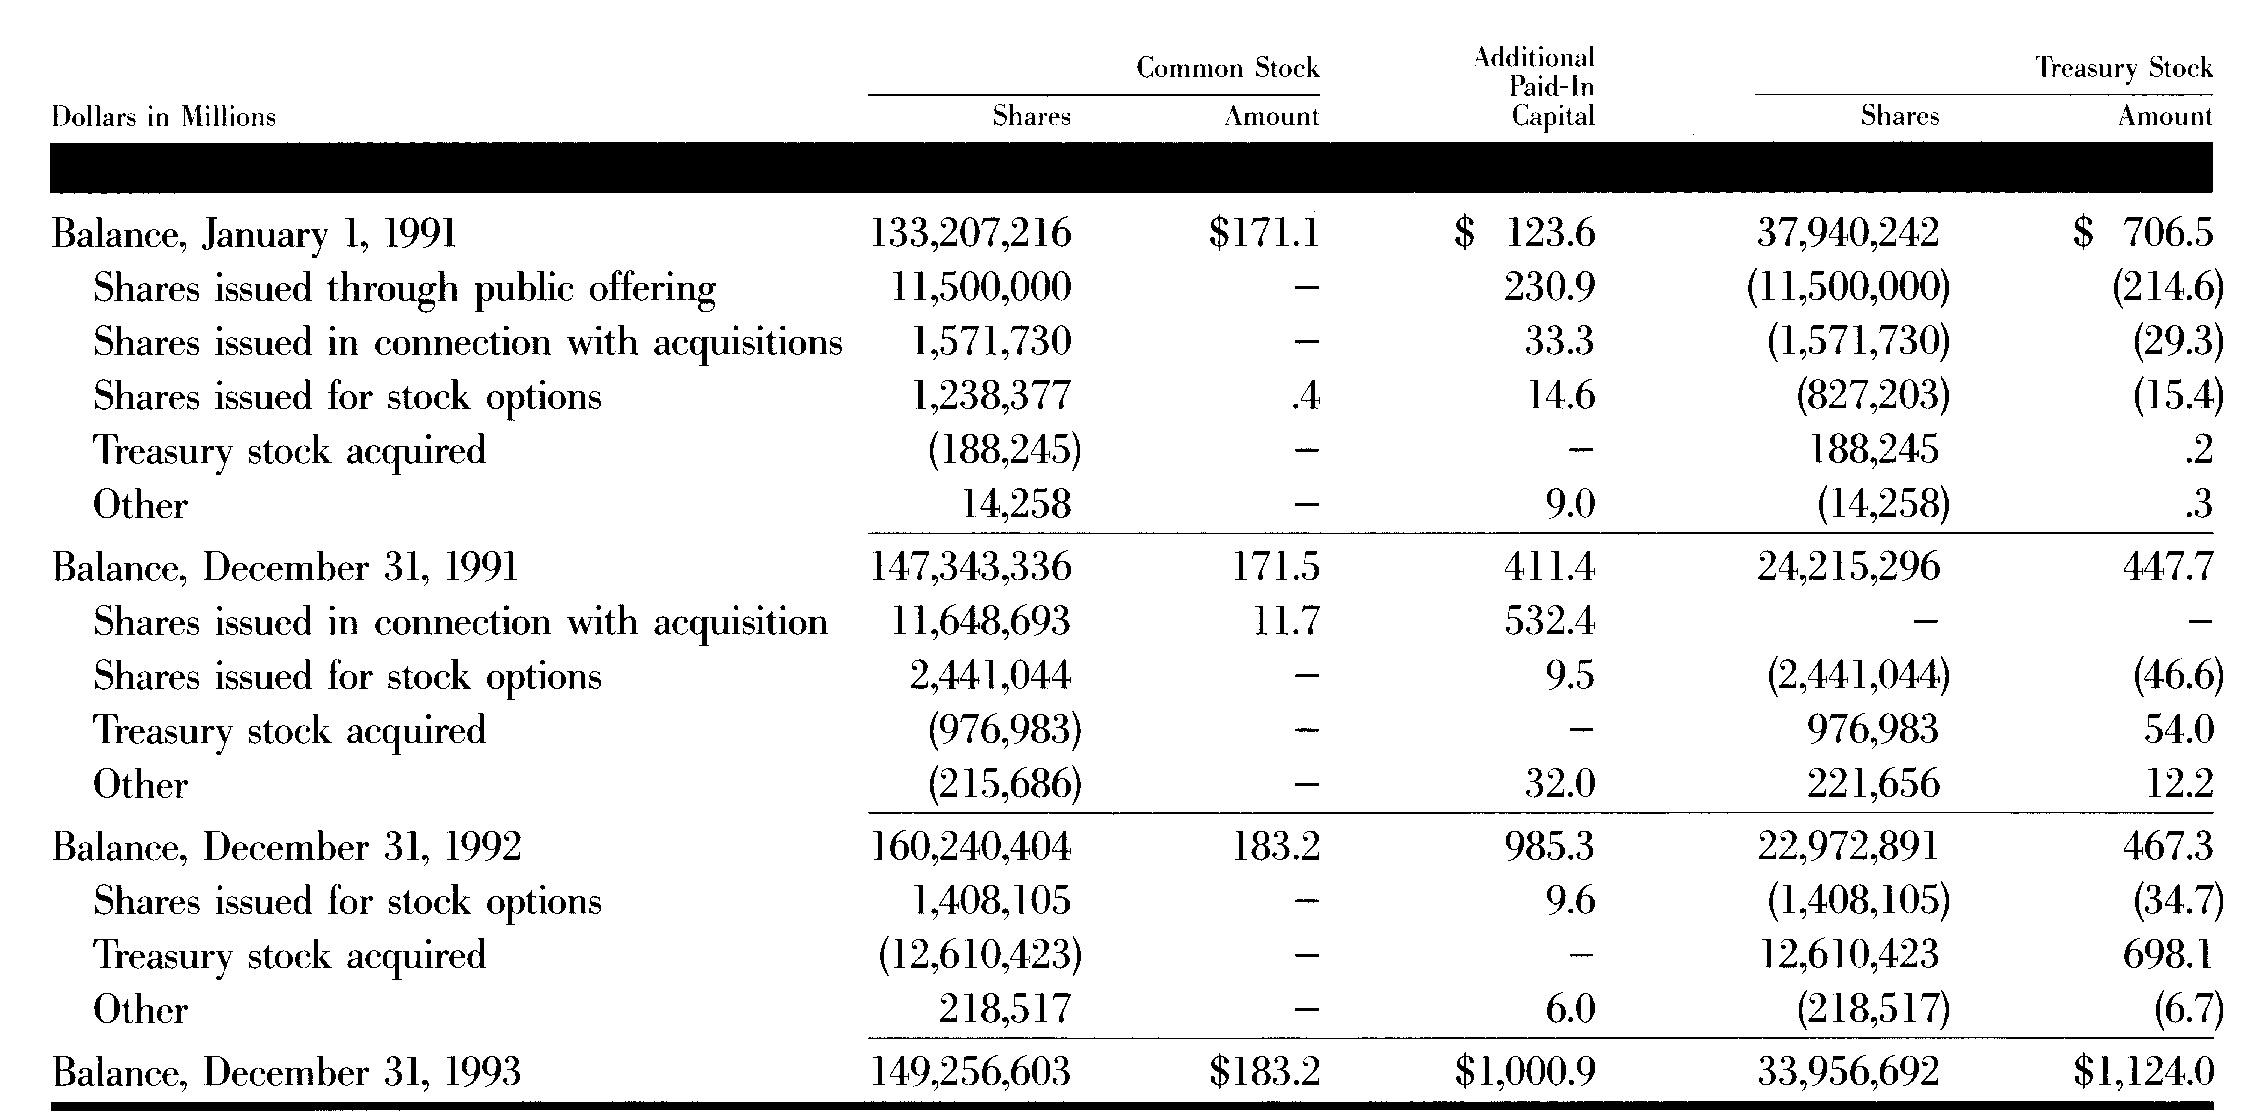 Common Stock Additional Paid-In Capital Treasury Stock
Dollars in Millions Shares Amount Shares Amount
Balance, January 1, 1991 133,207,216 $171.1 $ 123.6 37,940,242 $ 706.5
Shares issued through public offering 11,500,000 – 230.9 (11,500,000) (214.6)
Shares issued in connection with acquisitions 1,571,730 – 33.3 (1,571,730) (29.3)
Shares issued for stock options 1,238,377 .4 14.6 (827,203) (15.4)
Treasury stock acquired (188,245) – – 188,245 .2
Other 14,258 – 9.0 (14,258) .3
Balance, December 31, 1991 147,343,336 171.5 411.4 24,215,296 447.7
Shares issued in connection with acquisition 11,648,693 11.7 532.4 – –
Shares issued for stock options 2,441,044 – 9.5 (2,441,044) (46.6)
Treasury stock acquired (976,983) – – 976,983 54.0
Other (215,686) – 32.0 221,656 12.2
Balance, December 31, 1992 160,240,404 183.2 985.3 22,972,891 467.3
Shares issued for stock options 1,408,105 – 9.6 (1,408,105) (34.7)
Treasury stock acquired (12,610,423) – – 12,610,423 698.1
Other 218,517 – 6.0 (218,517) (6.7)
Balance, December 31, 1993 149,256,603 $183.2 $1,000.9 33,956,692 $1,124.0